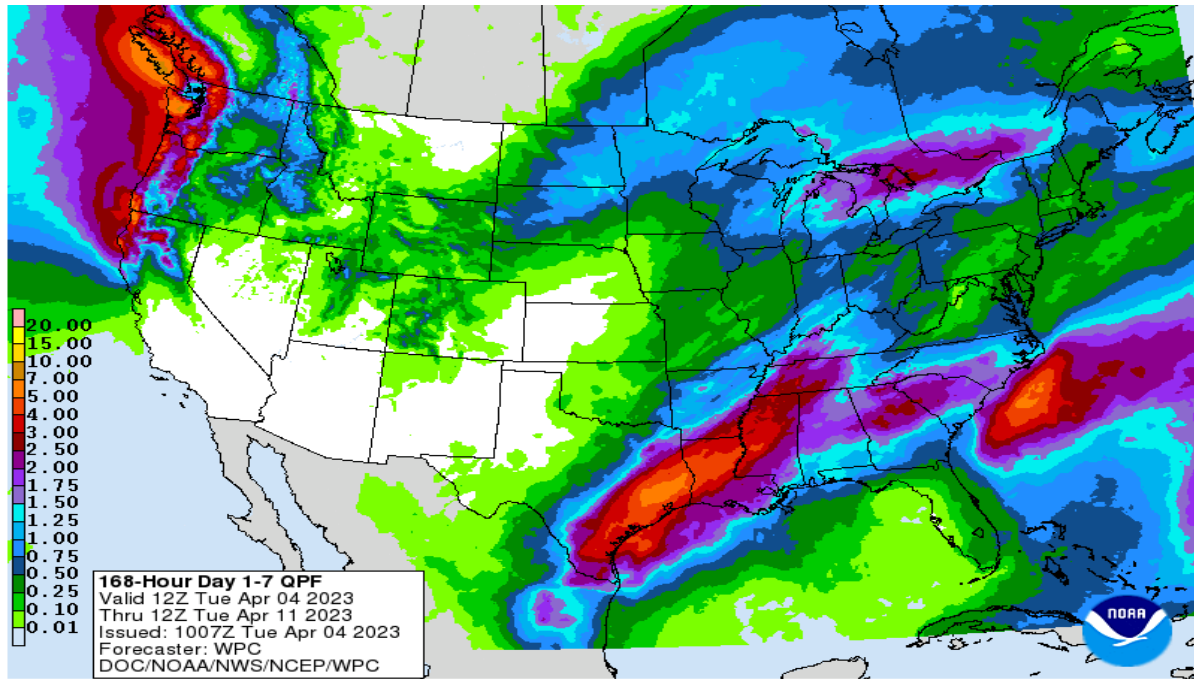 20.00
15.00
10.00
7.00
5.00
4.00
3.00
2.50
2.00
1.75
1.50
1.25
1.00
0.75
0.50
0.25
0.10
0.01
168-Hour Day 1-7 QPF
Valid 12Z Tue Apr 04 2023
Thru 12Z Tue Apr 11 2023
Issued: 1007Z Tue Apr 04 2023
Forecaster: WPC
DOC/NOAA/NWS/NCEP/WPC
NOAA